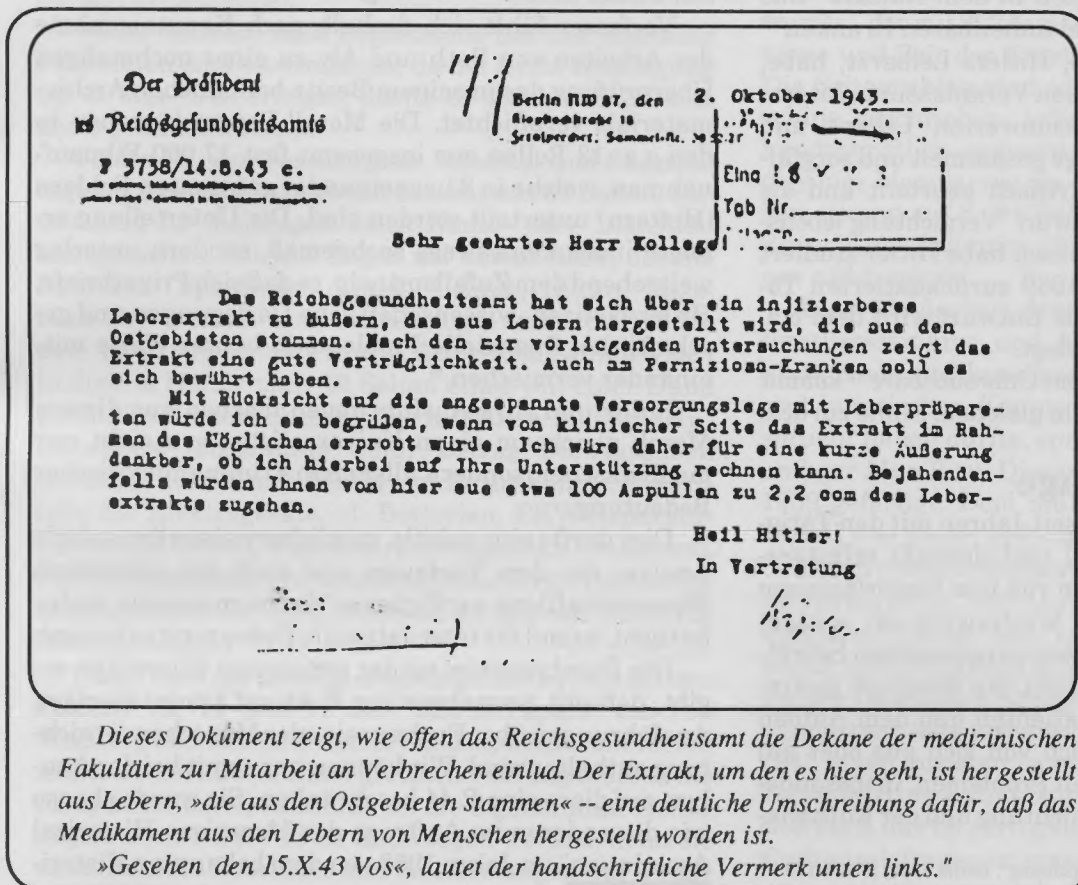 Der Präsident
des Reichsgesundheitsamts
P 3738/14.8.43 c.
Berlin NW 87, den 2. Oktober 1943.
Eing
Tgb Nr.
Sehr geehrter Herr Kollege!
Das Reichsgesundheitsamt hat sich über ein injizierbares
Leberextrakt zu äußern, das aus Lebern hergestellt wird, die aus den
Ostgebieten stammen. Nach den mir vorliegenden Untersuchungen zeigt das
Extrakt eine gute Verträglichkeit. Auch am Perniziosa-Kranken soll es
sich bewährt haben.
Mit Rücksicht auf die angespannte Versorgungslage mit Leberpräpara-
ten würde ich es begrüßen, wenn von klinischer Seite das Extrakt im Rah-
men des Möglichen erprobt würde. Ich wäre daher für eine kurze Äußerung
dankbar, ob ich hierbei auf Ihre Unterstützung rechnen kann. Bejahenden-
falls würden Ihnen von hier aus etwa 100 Ampullen zu 2,2 ccm des Leber-
extrakts zugehen.
Heil Hitler!
In Vertretung
Dieses Dokument zeigt, wie offen das Reichsgesundheitsamt die Dekane der medizinischen
Fakultäten zur Mitarbeit an Verbrechen einlud. Der Extrakt, um den es hier geht, ist hergestellt
aus Lebern, »die aus den Ostgebieten stammen« -- eine deutliche Umschreibung dafür, daß das
Medikament aus den Lebern von Menschen hergestellt worden ist.
»Gesehen den 15.X.43 Vos«, lautet der handschriftliche Vermerk unten links."